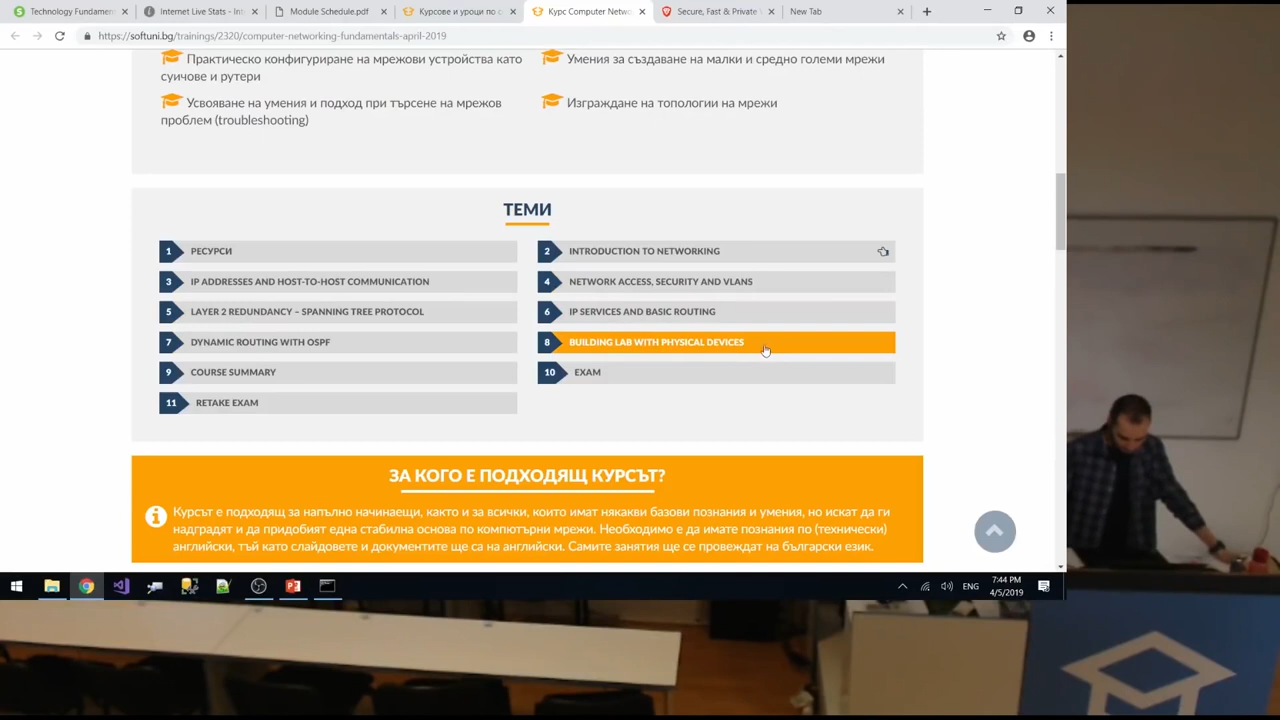 Technology Fundament
Internet Live Stats - Int
Module Schedule.pdf
Курсове и уроци по с
Курс Computer Netwo
Secure, Fast & Private
New Tab
https://softuni.bg/trainings/2320/computer-networking-fundamentals-april-2019
Практическо конфигуриране на мрежови устройства като
суичове и рутери
Умения за създаване на малки и средно големи мрежи
Усвояване на умения и подход при търсене на мрежов
проблем (troubleshooting)
Изграждане на топологии на мрежи
ТЕМИ
1 РЕСУРСИ
2 INTRODUCTION TO NETWORKING
3 IP ADDRESSES AND HOST-TO-HOST COMMUNICATION
4 NETWORK ACCESS, SECURITY AND VLANS
5 LAYER 2 REDUNDANCY – SPANNING TREE PROTOCOL
6 IP SERVICES AND BASIC ROUTING
7 DYNAMIC ROUTING WITH OSPF
8 BUILDING LAB WITH PHYSICAL DEVICES
9 COURSE SUMMARY
10 EXAM
11 RETAKE EXAM
ЗА КОГО Е ПОДХОДЯЩ КУРСЪТ?
Курсът е подходящ за напълно начинаещи, както и за всички, които имат някакви базови познания и умения, но искат да ги
надградят и да придобият една стабилна основа по компютърни мрежи. Необходимо е да имате познания по (технически)
английски, тъй като слайдовете и документите ще са на английски. Самите занятия ще се провеждат на български език.
ENG
7:44 PM
4/5/2019